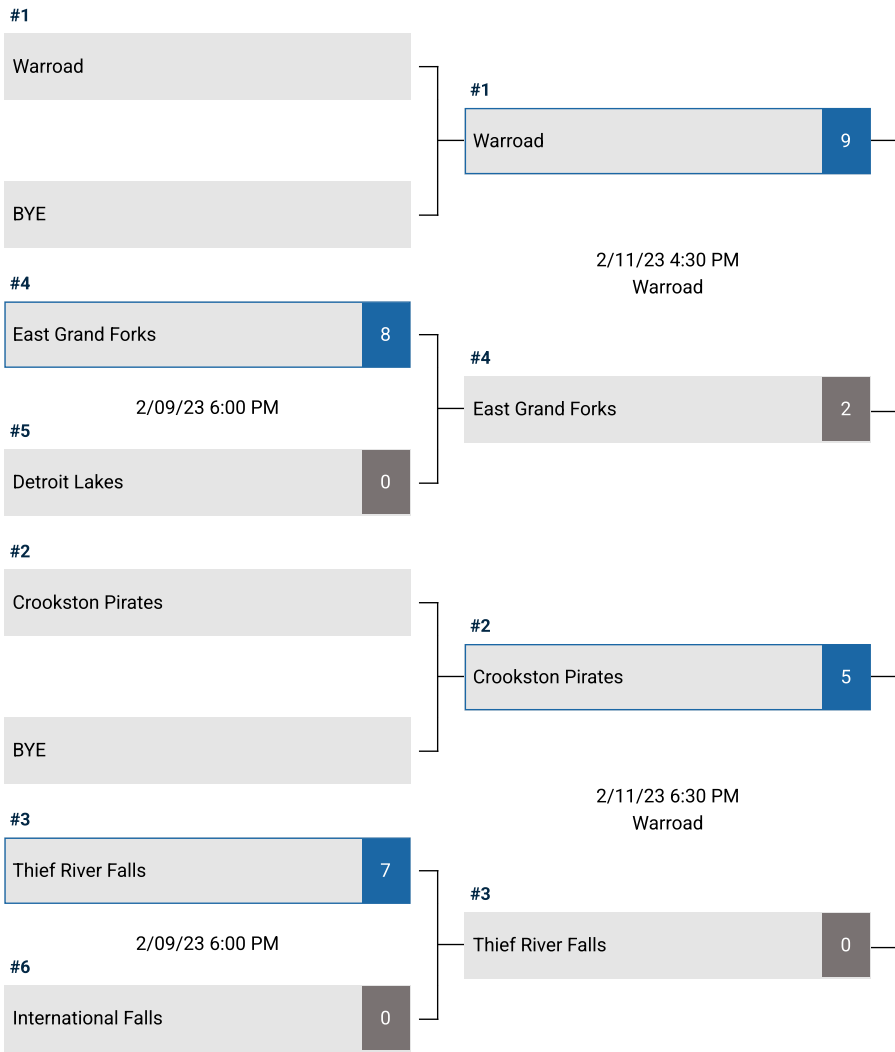 #1
Warroad
BYE
#4
East Grand Forks 8
2/09/23 6:00 PM
#5
Detroit Lakes 0
#2
Crookston Pirates
BYE
#3
Thief River Falls 7
2/09/23 6:00 PM
#6
International Falls 0
#1
Warroad 9
2/11/23 4:30 PM
Warroad
#4
East Grand Forks 2
#2
Crookston Pirates 5
2/11/23 6:30 PM
Warroad
#3
Thief River Falls 0